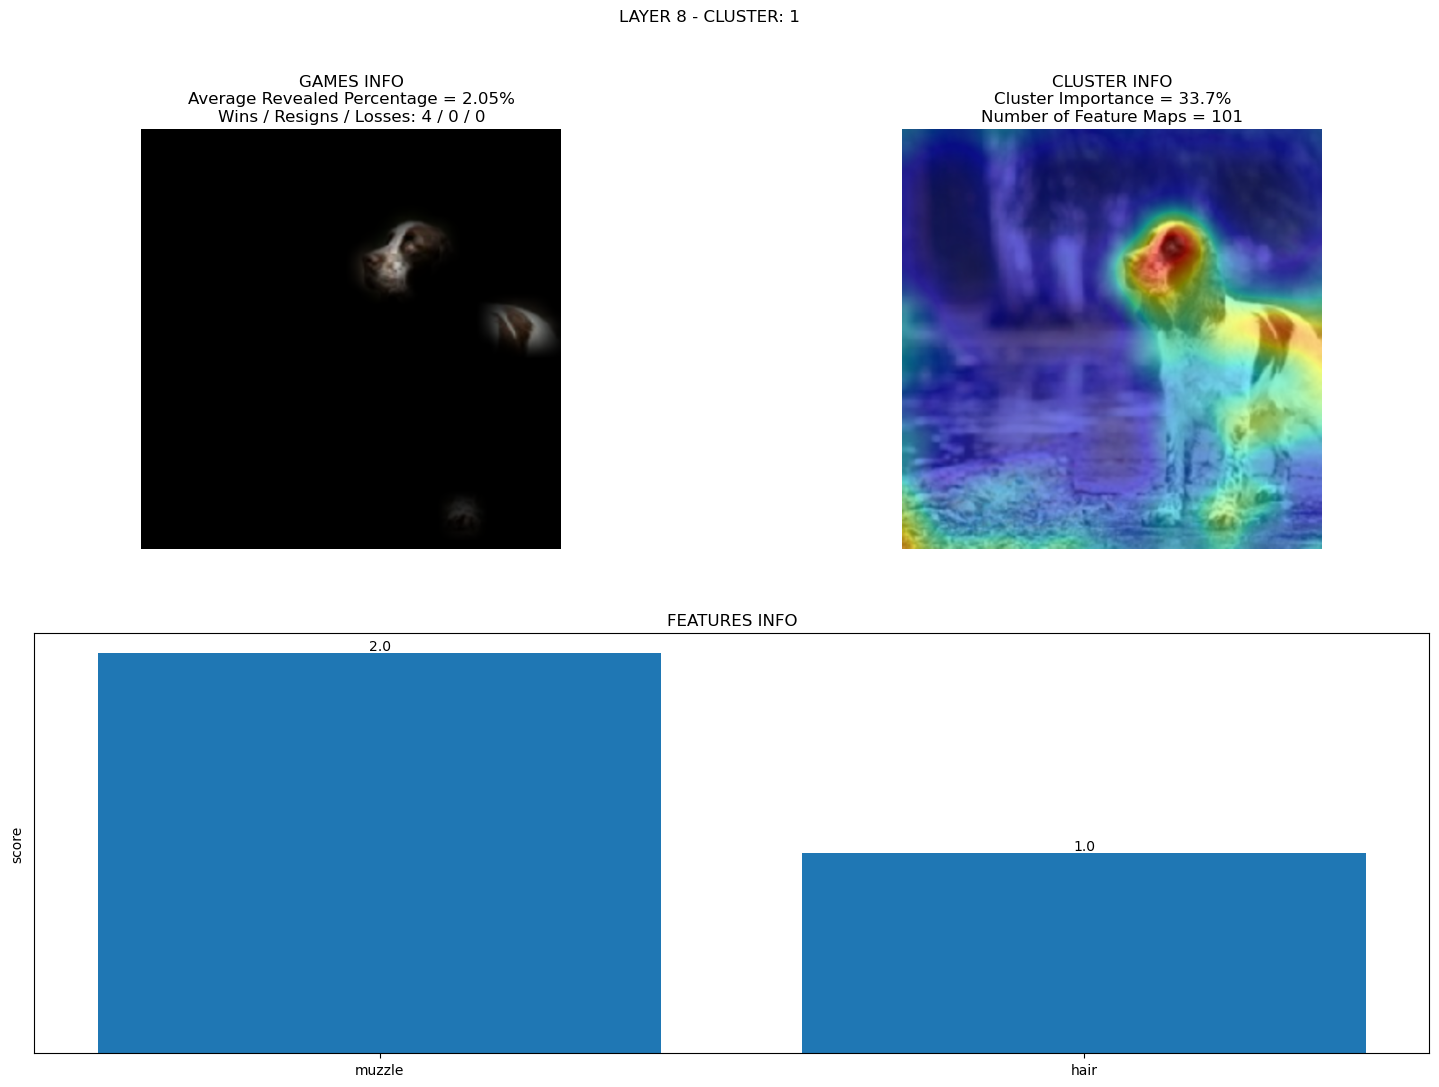 LAYER 8 - CLUSTER: 1
GAMES INFO
Average Revealed Percentage = 2.05%
Wins / Resigns / Losses: 4 / 0 / 0
CLUSTER INFO
Cluster Importance = 33.7%
Number of Feature Maps = 101
FEATURES INFO
2.0
1.0
score
muzzle
hair